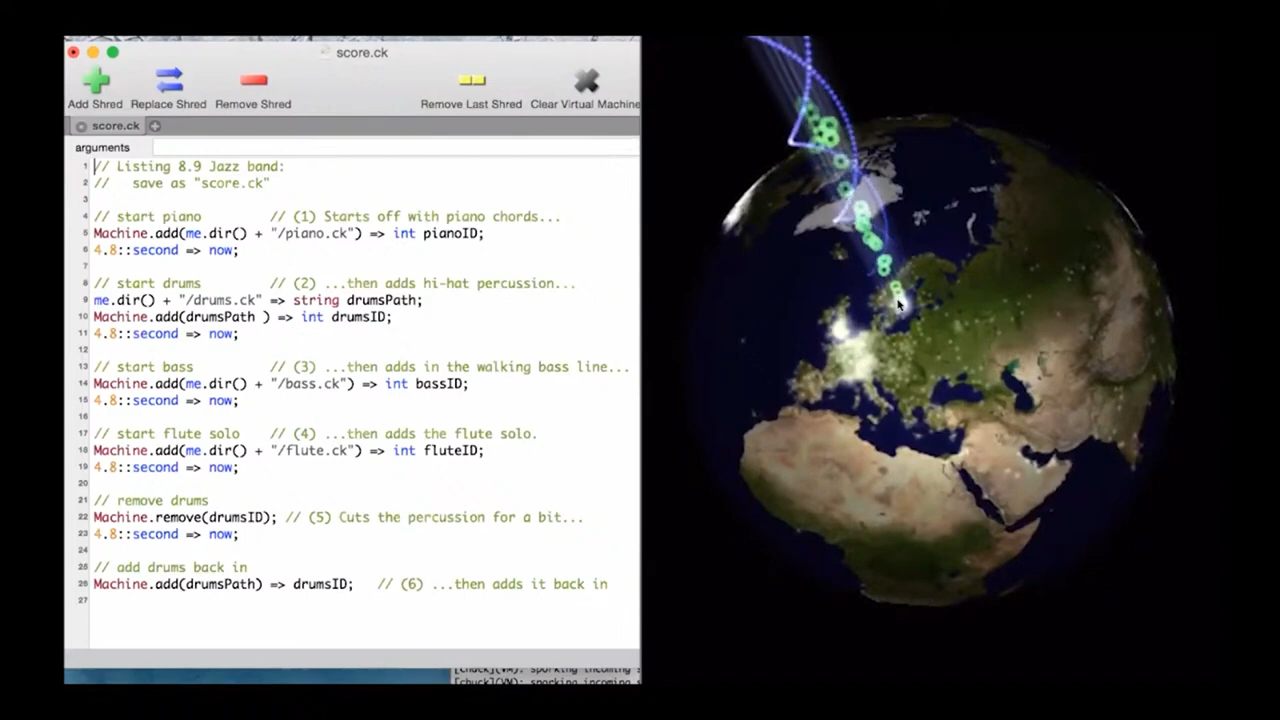 score.ck
Add Shred Replace Shred Remove Shred Remove Last Shred Clear Virtual Machine
score.ck
arguments
1 // Listing 8.9 Jazz band:
2 // save as "score.ck"
3
4 // start piano // (1) Starts off with piano chords...
5 Machine.add(me.dir() + "/piano.ck") => int pianoID;
6 4.8::second => now;
7
8 // start drums // (2) ...then adds hi-hat percussion...
9 me.dir() + "/drums.ck" => string drumsPath;
10 Machine.add(drumsPath ) => int drumsID;
11 4.8::second => now;
12
13 // start bass // (3) ...then adds in the walking bass line...
14 Machine.add(me.dir() + "/bass.ck") => int bassID;
15 4.8::second => now;
16
17 // start flute solo // (4) ...then adds the flute solo.
18 Machine.add(me.dir() + "/flute.ck") => int fluteID;
19 4.8::second => now;
20
21 // remove drums
22 Machine.remove(drumsID); // (5) Cuts the percussion for a bit...
23 4.8::second => now;
24
25 // add drums back in
26 Machine.add(drumsPath) => drumsID; // (6) ...then adds it back in
27
[chuck](VM): sporking incoming
[chuck](VM): sporking incoming